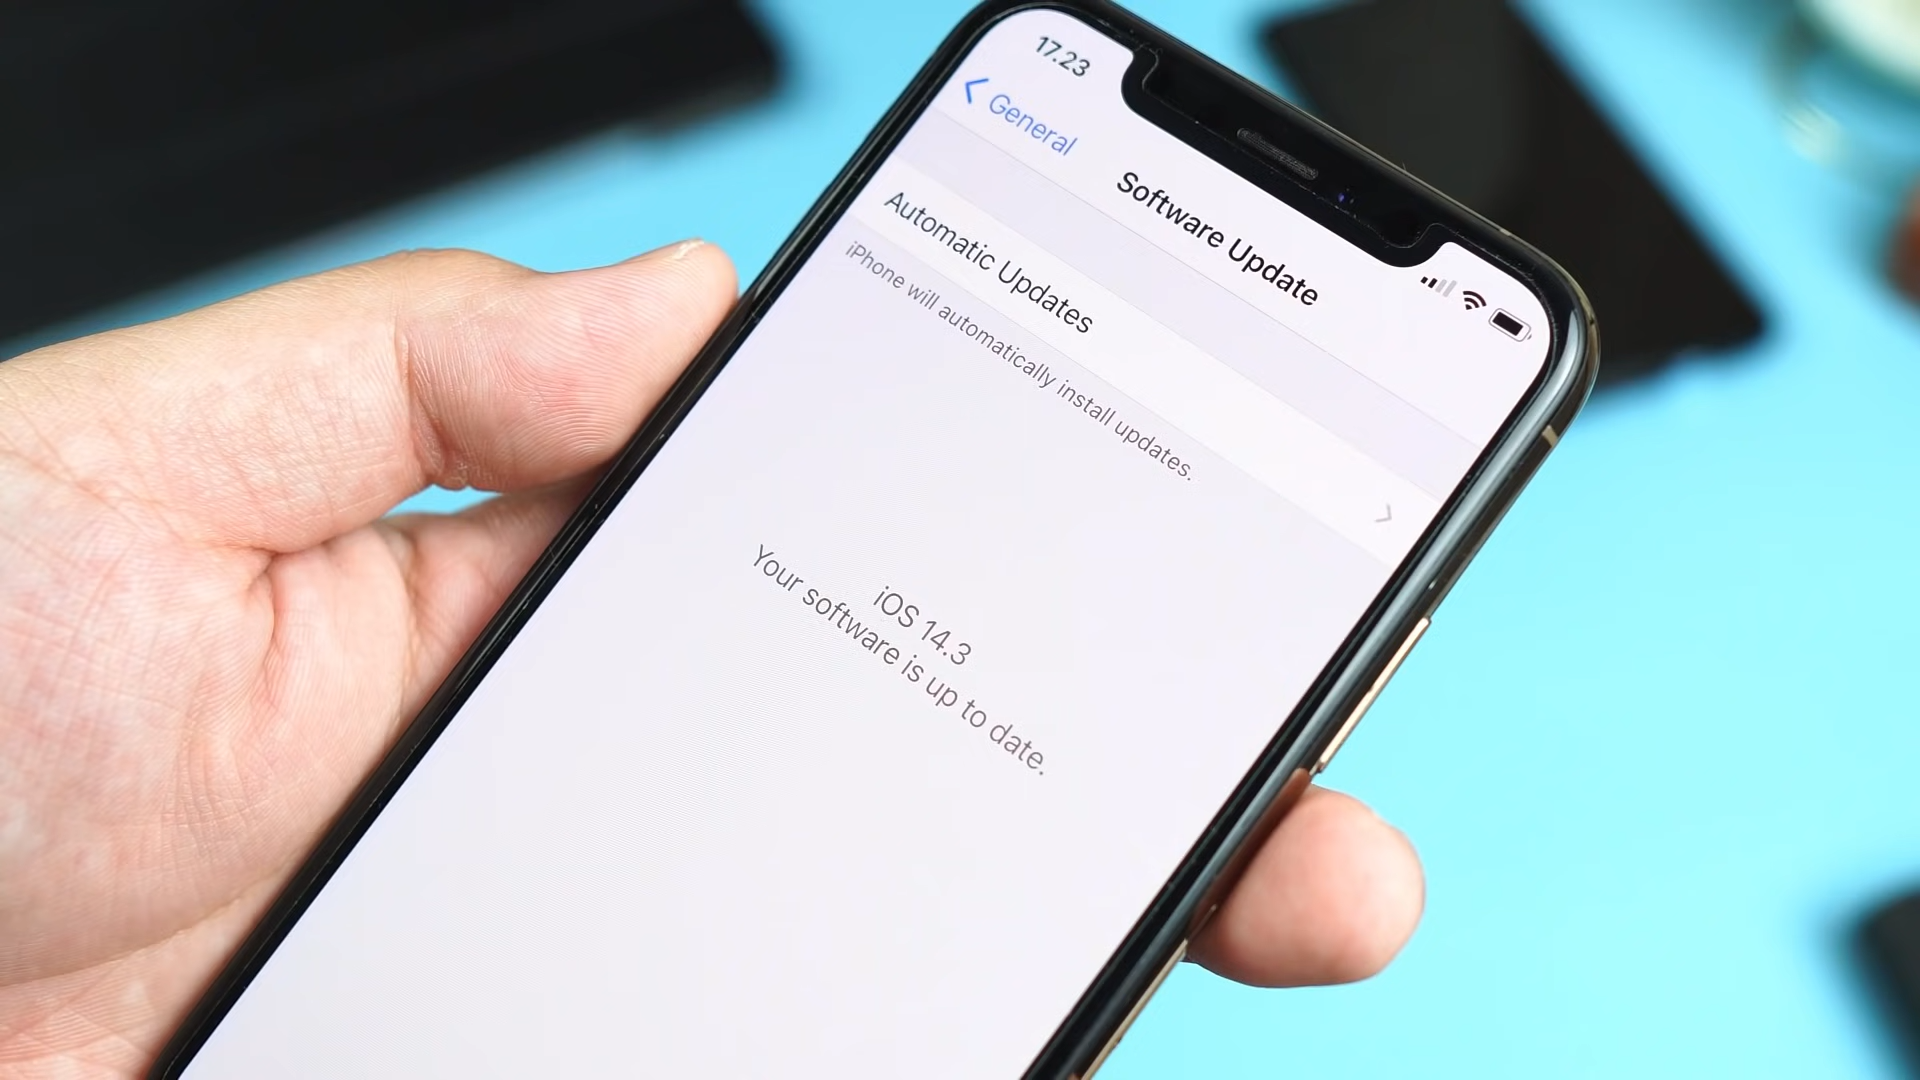 17.23
General
Software Update
Automatic Updates
iPhone will automatically install updates.
iOS 14.3
Your software is up to date.